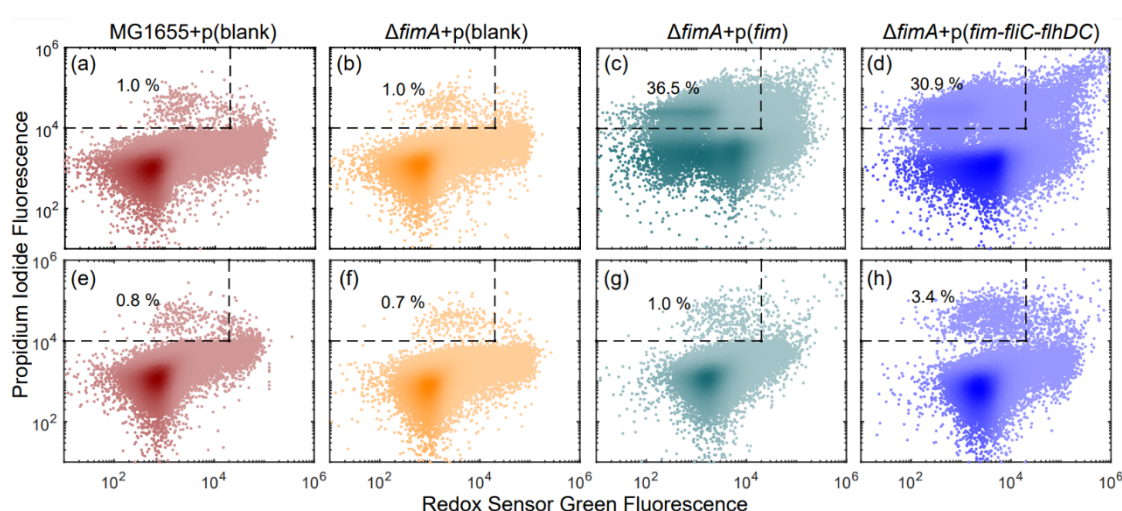 MG1655+p(blank) ΔfimA+p(blank) ΔfimA+p(fim) ΔfimA+p(fim-fliC-flhDC)
10^6 (a) 1.0 % (b) 1.0 % (c) 36.5 % (d) 30.9 %
10^4
10^2
10^6 (e) 0.8 % (f) 0.7 % (g) 1.0 % (h) 3.4 %
10^4
10^2
10^2 10^4 10^6 10^2 10^4 10^6 10^2 10^4 10^6 10^2 10^4 10^6
Propidium Iodide Fluorescence
Redox Sensor Green Fluorescence